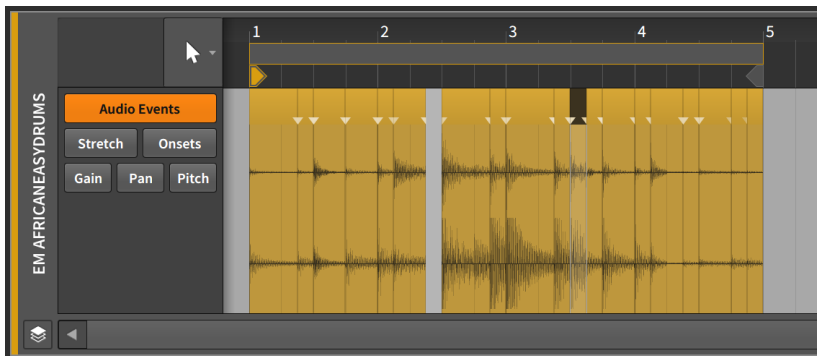 1 2 3 4 5
EM AFRICANEASYDRUMS
Audio Events
Stretch Onsets
Gain Pan Pitch